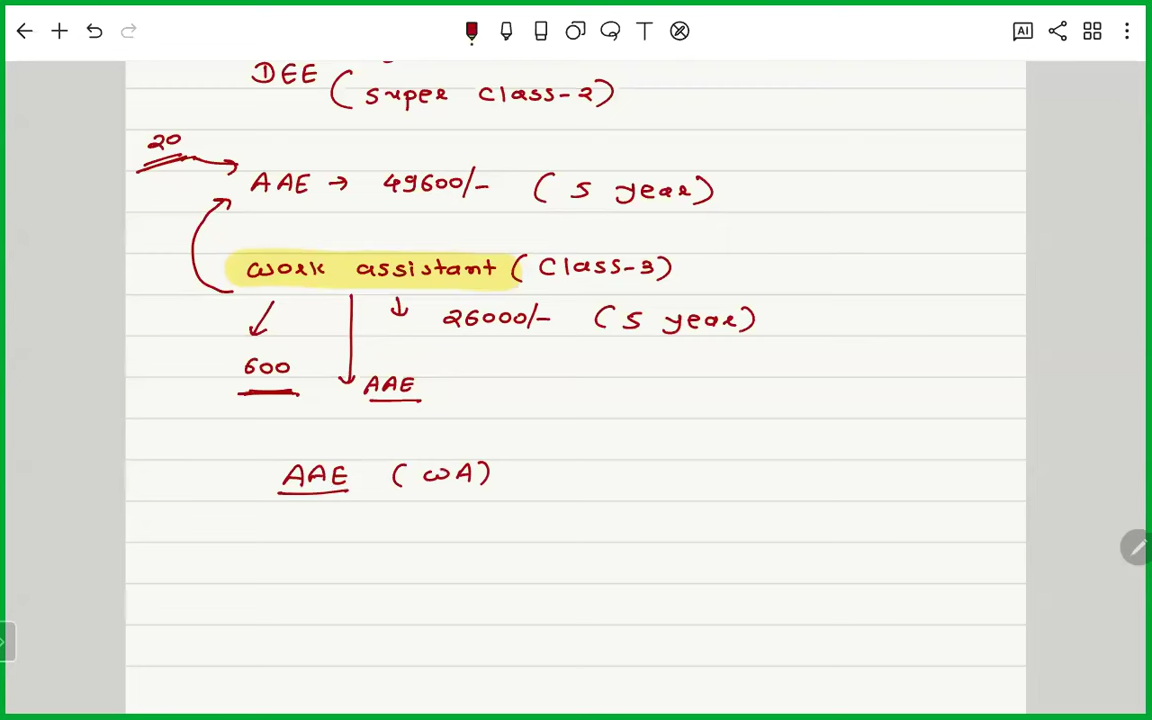 AI
DEE (super class-2)
20
AAE → 49600/- (5 year)
work assistant (Class-3)
26000/- (5 year)
600
AAE
AAE (WA)